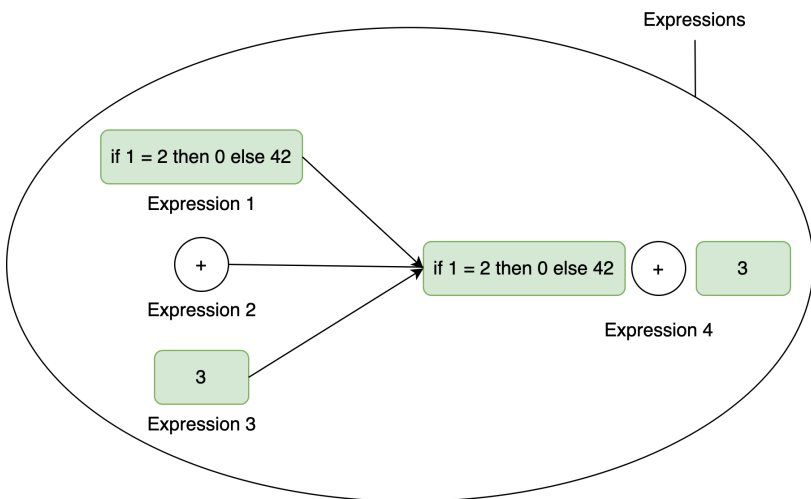 Expressions
if 1 = 2 then 0 else 42
Expression 1
+
Expression 2
3
Expression 3
if 1 = 2 then 0 else 42 + 3
Expression 4